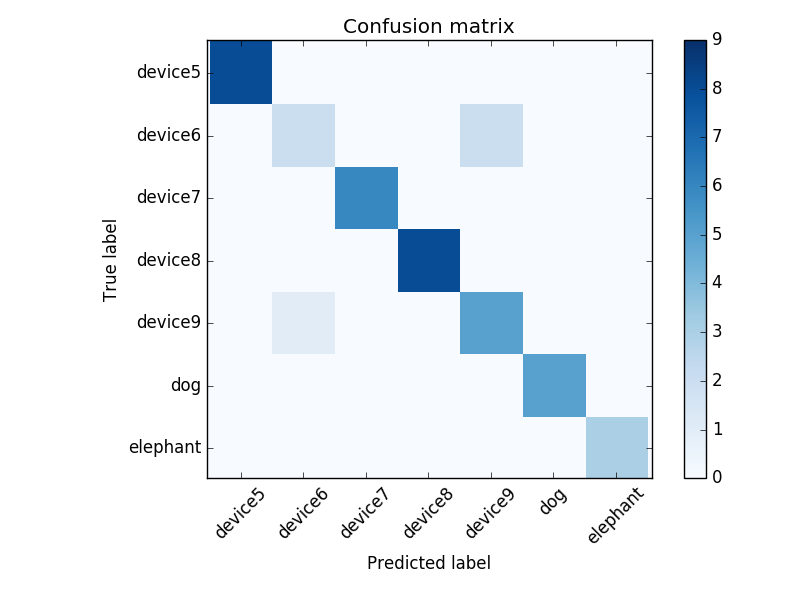 Confusion matrix
device5
device6
device7
device8
device9
dog
elephant
True label
device5
device6
device7
device8
device9
dog
elephant
Predicted label
9
8
7
6
5
4
3
2
1
0